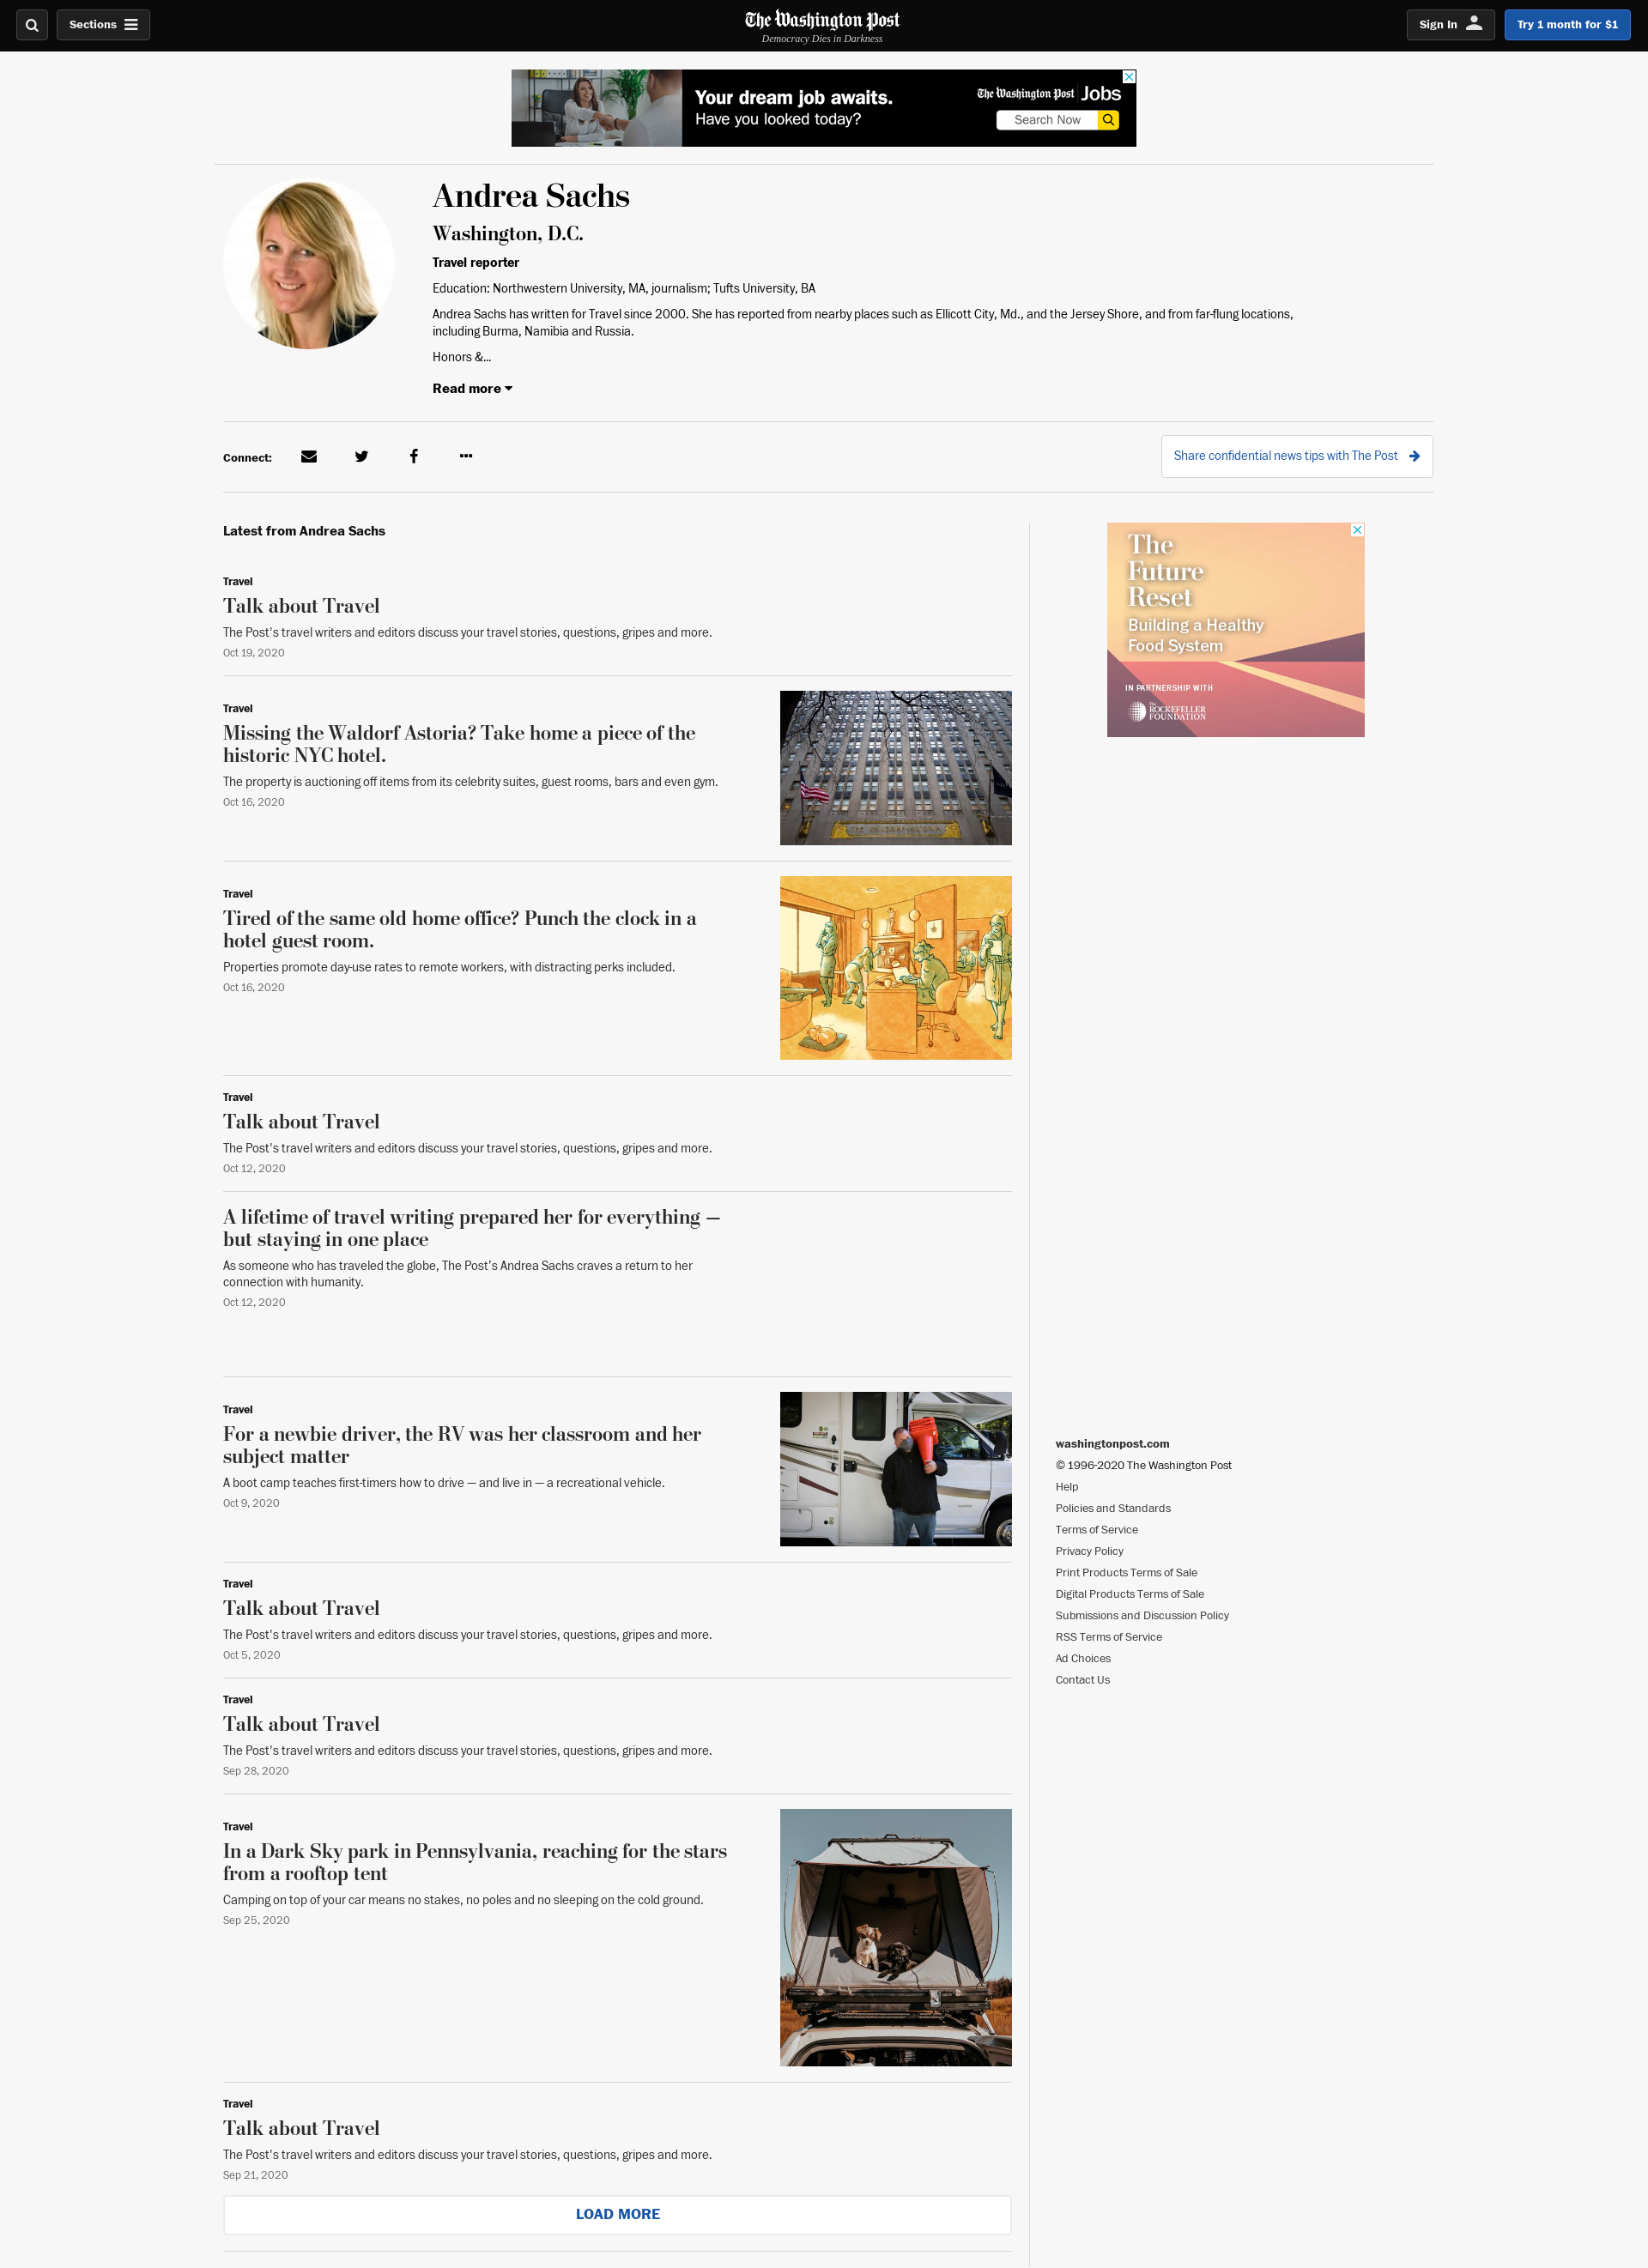 Sections
The Washington Post
Democracy Dies in Darkness
Sign In
Try 1 month for $1
Your dream job awaits.
Have you looked today?
The Washington Post Jobs
Search Now
Andrea Sachs
Washington, D.C.
Travel reporter
Education: Northwestern University, MA, journalism; Tufts University, BA
Andrea Sachs has written for Travel since 2000. She has reported from nearby places such as Ellicott City, Md., and the Jersey Shore, and from far-flung locations,
including Burma, Namibia and Russia.
Honors &...
Read more
Connect:
Share confidential news tips with The Post
Latest from Andrea Sachs
Travel
Talk about Travel
The Post's travel writers and editors discuss your travel stories, questions, gripes and more.
Oct 19, 2020
Travel
Missing the Waldorf Astoria? Take home a piece of the
historic NYC hotel.
The property is auctioning off items from its celebrity suites, guest rooms, bars and even gym.
Oct 16, 2020
Travel
Tired of the same old home office? Punch the clock in a
hotel guest room.
Properties promote day-use rates to remote workers, with distracting perks included.
Oct 16, 2020
Travel
Talk about Travel
The Post's travel writers and editors discuss your travel stories, questions, gripes and more.
Oct 12, 2020
A lifetime of travel writing prepared her for everything —
but staying in one place
As someone who has traveled the globe, The Post's Andrea Sachs craves a return to her
connection with humanity.
Oct 12, 2020
Travel
For a newbie driver, the RV was her classroom and her
subject matter
A boot camp teaches first-timers how to drive — and live in — a recreational vehicle.
Oct 9, 2020
Travel
Talk about Travel
The Post's travel writers and editors discuss your travel stories, questions, gripes and more.
Oct 5, 2020
Travel
Talk about Travel
The Post's travel writers and editors discuss your travel stories, questions, gripes and more.
Sep 28, 2020
Travel
In a Dark Sky park in Pennsylvania, reaching for the stars
from a rooftop tent
Camping on top of your car means no stakes, no poles and no sleeping on the cold ground.
Sep 25, 2020
Travel
Talk about Travel
The Post's travel writers and editors discuss your travel stories, questions, gripes and more.
Sep 21, 2020
LOAD MORE
The
Future
Reset
Building a Healthy
Food System
IN PARTNERSHIP WITH
The
ROCKEFELLER
FOUNDATION
washingtonpost.com
© 1996-2020 The Washington Post
Help
Policies and Standards
Terms of Service
Privacy Policy
Print Products Terms of Sale
Digital Products Terms of Sale
Submissions and Discussion Policy
RSS Terms of Service
Ad Choices
Contact Us